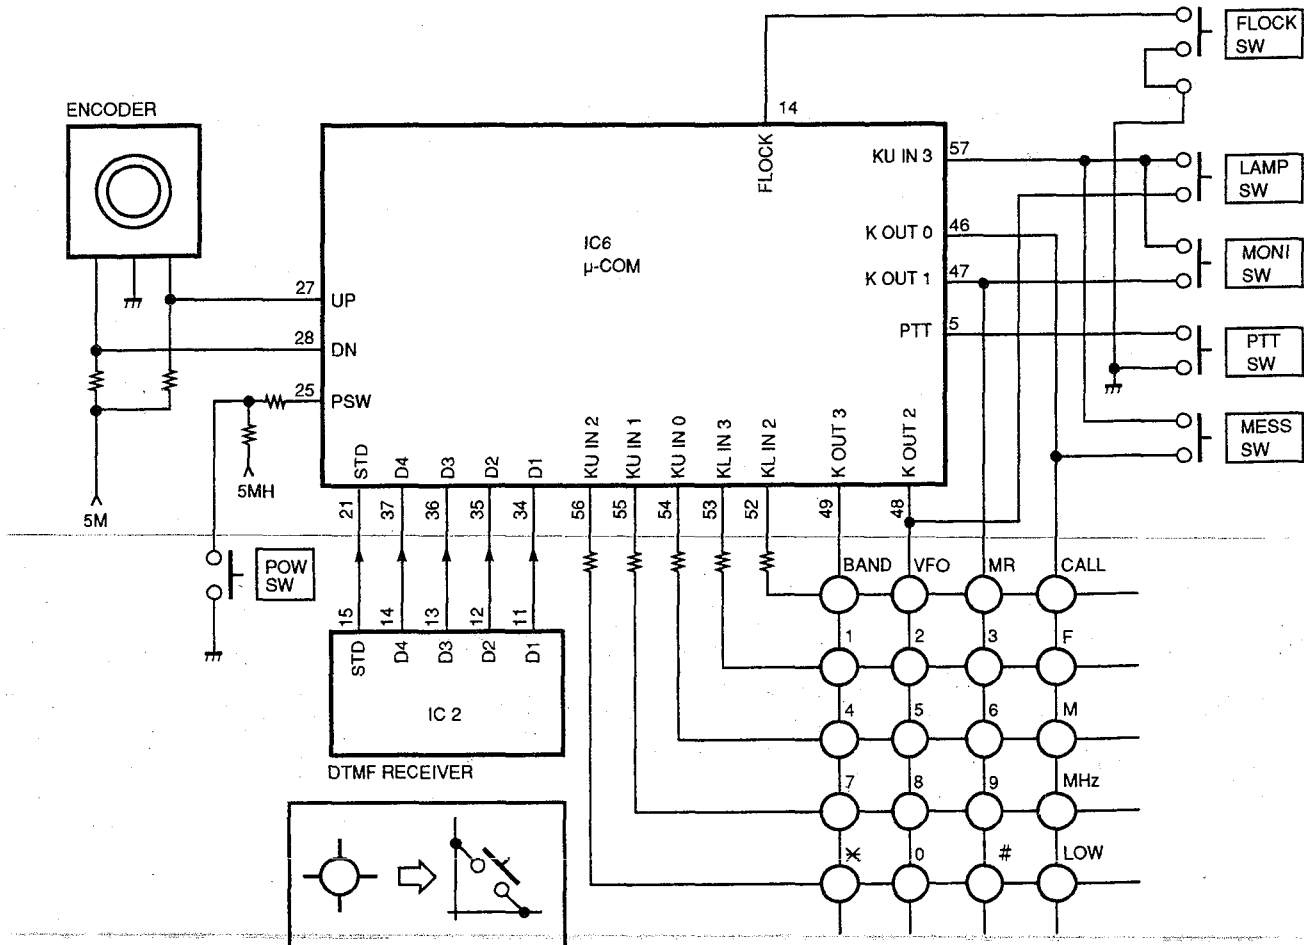 FLOCK
SW
ENCODER
14
FLOCK
KU IN 3
57
LAMP
SW
K OUT 0
46
IC6
μ-COM
K OUT 1
47
MONI
SW
27
UP
PTT
5
PTT
SW
28
DN
25
PSW
MESS
SW
STD
D4
D3
D2
D1
KU IN 2
KU IN 1
KU IN 0
KL IN 3
KL IN 2
K OUT 3
K OUT 2
5MH
5M
21
37
36
35
34
56
55
54
53
52
49
48
POW
SW
BAND
VFO
MR
CALL
15
14
13
12
11
STD
D4
D3
D2
D1
1
2
3
F
IC 2
4
5
6
M
DTMF RECEIVER
7
8
9
MHz
*
0
#
LOW